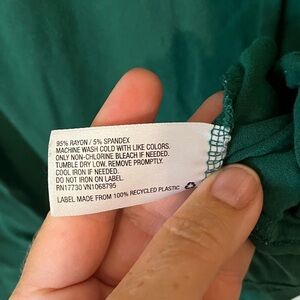 95% RAYON / 5% SPANDEX
MACHINE WASH COLD WITH LIKE COLORS.
ONLY NON-CHLORINE BLEACH IF NEEDED.
TUMBLE DRY LOW. REMOVE PROMPTLY.
COOL IRON IF NEEDED.
DO NOT IRON ON LABEL.
RN17730 VN1068795
LABEL MADE FROM 100% RECYCLED PLASTIC